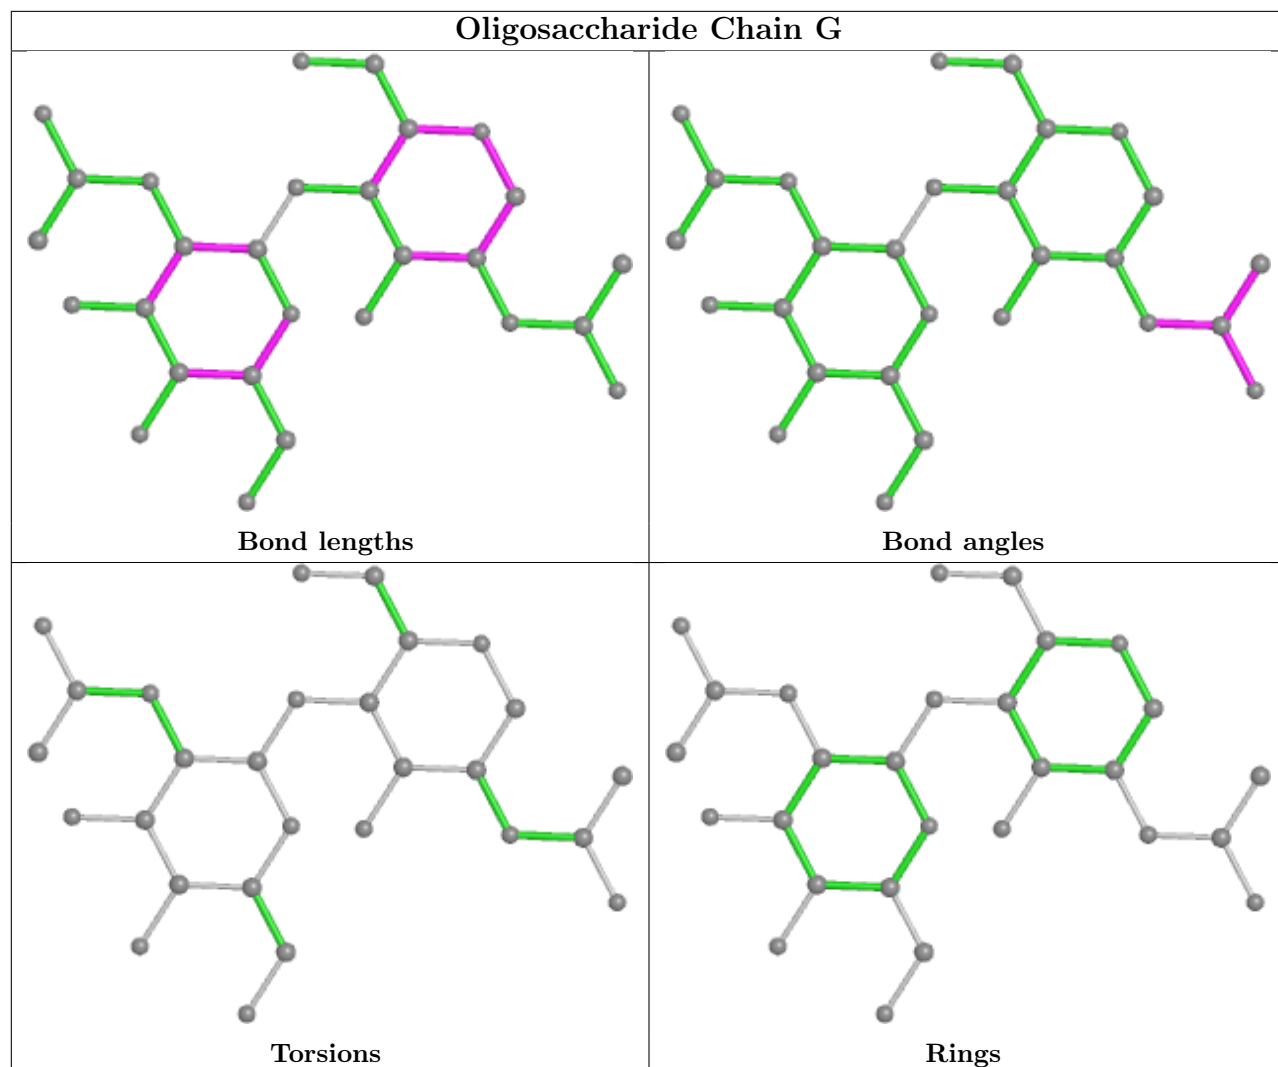 Oligosaccharide Chain G
Bond lengths
Bond angles
Torsions
Rings